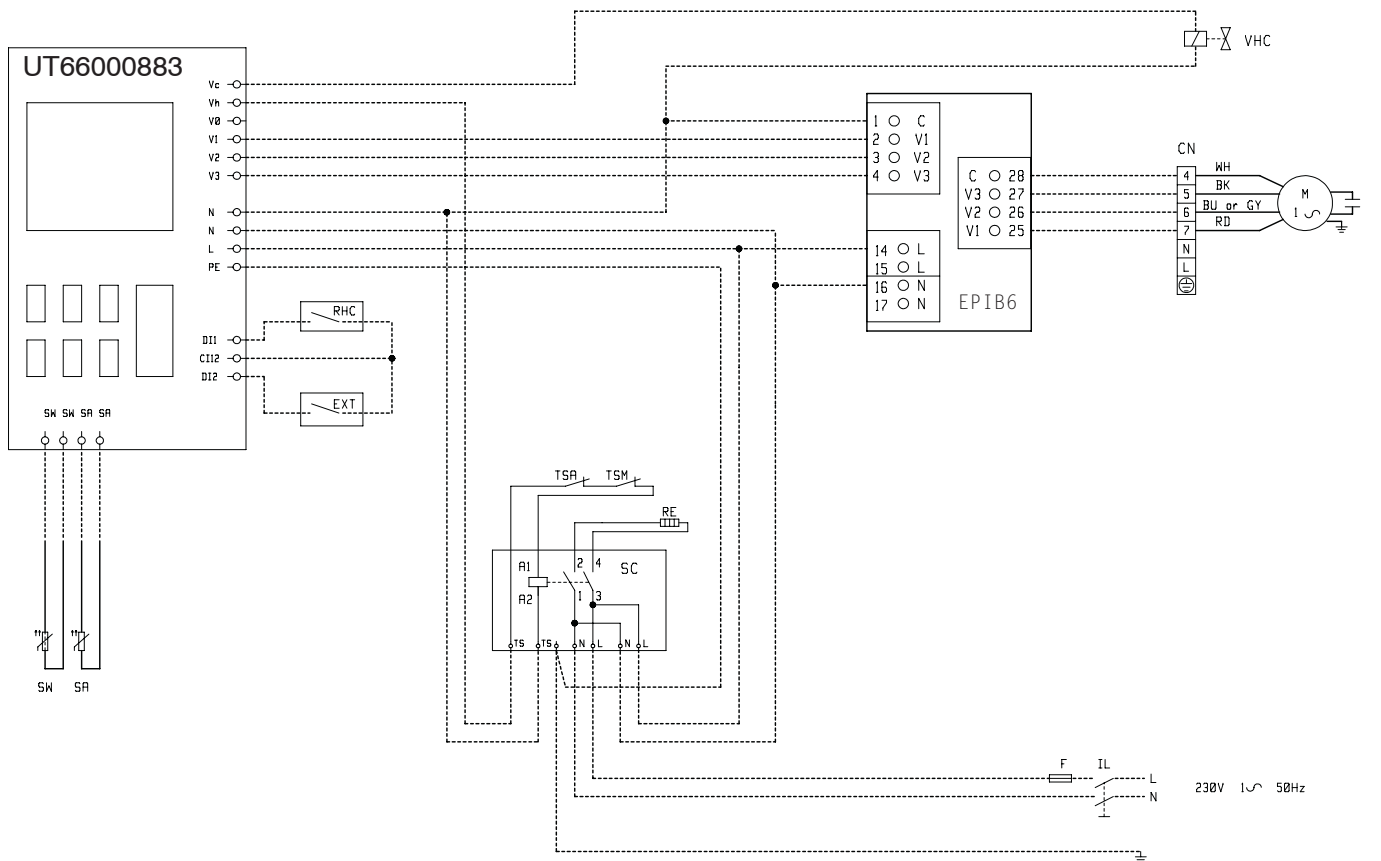 UT66000883
Vc
Vh
V0
V1
V2
V3
N
N
L
PE
DI1
CI12
DI2
RHC
EXT
SW SW SA SA
SW SA
VHC
1 C
2 V1
3 V2
4 V3
C 28
V3 27
V2 26
V1 25
14 L
15 L
16 N
17 N
EPIB6
CN
4 WH
5 BK
6 BU or GY
7 RD
N
L
M
1
TSA TSM
RE
A1 2 4 SC
A2 1 3
TS TS N L N L
F IL
L
N
230V 1 50Hz